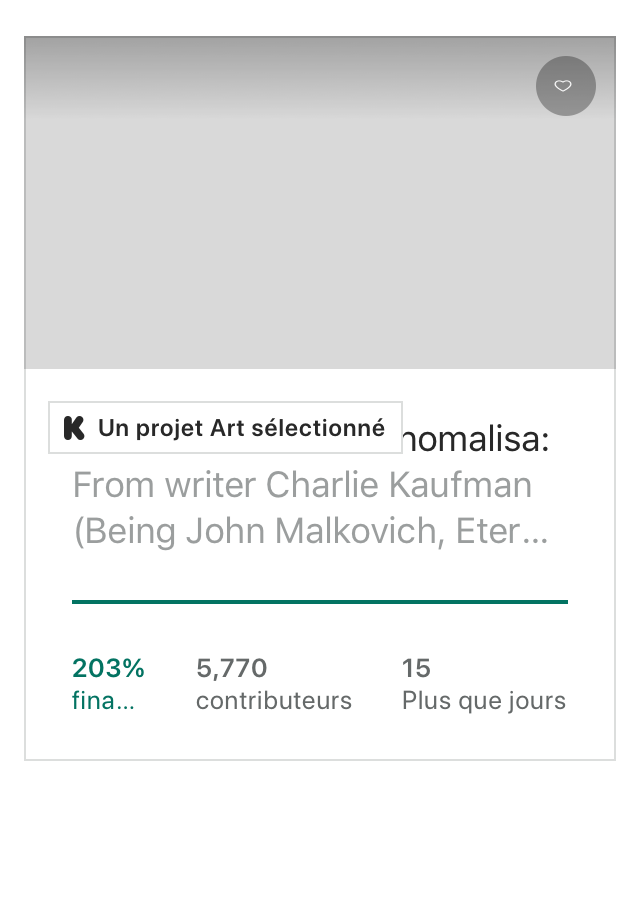 Un projet Art sélectionné
nomalisa:
From writer Charlie Kaufman
(Being John Malkovich, Eter…
203%
fina…
5,770
contributeurs
15
Plus que jours